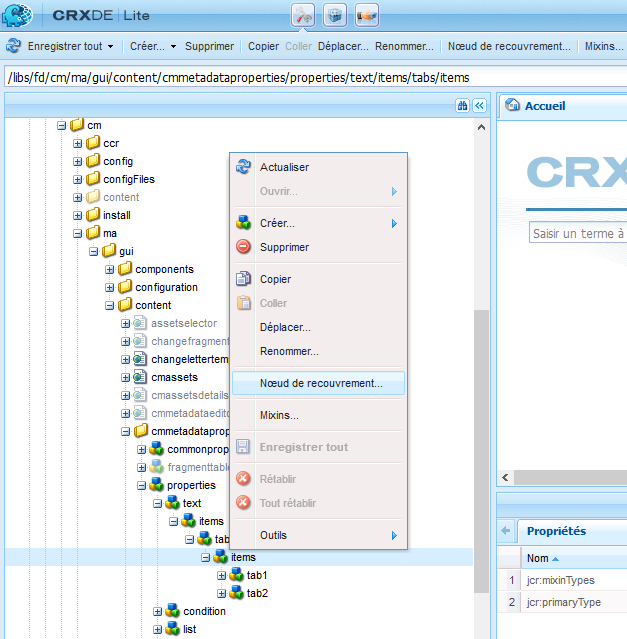 CRXDE | Lite
Enregistrer tout Créer... Supprimer Copier Coller Déplacer... Renommer... Nœud de recouvrement... Mixins...
/libs/fd/cm/ma/gui/content/cmmetadataproperties/properties/text/items/tabs/items
Accueil
CRX
Saisir un terme à
cm
ccr
config
configFiles
content
install
ma
gui
components
configuration
content
assetselector
changefragment
changelettertemp
cmassets
cmassetsdetails
cmmetadataedito
cmmetadataprop
commonprop
fragmenttable
properties
text
items
tab
items
tab1
tab2
condition
list
Actualiser
Ouvrir...
Créer...
Supprimer
Copier
Coller
Déplacer...
Renommer...
Nœud de recouvrement...
Mixins...
Enregistrer tout
Rétablir
Tout rétablir
Outils
Propriétés
Nom
1 jcr:mixinTypes
2 jcr:primaryType